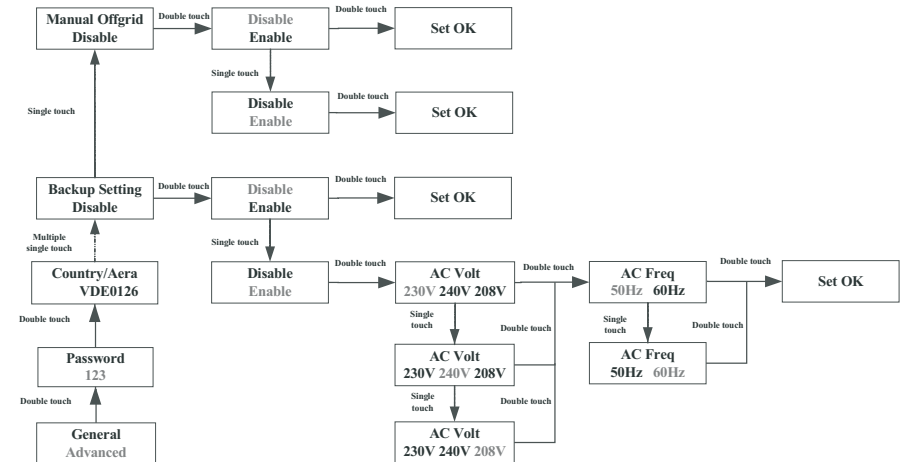 Manual Offgrid
Disable
Double touch
Disable
Enable
Double touch
Set OK
Single touch
Single touch
Disable
Enable
Double touch
Set OK
Backup Setting
Disable
Double touch
Disable
Enable
Double touch
Set OK
Multiple
single touch
Single touch
Country/Aera
VDE0126
Disable
Enable
Double touch
AC Volt
230V 240V 208V
Double touch
AC Freq
50Hz 60Hz
Double touch
Set OK
Double touch
Single
touch
Double touch
Single
touch
Double touch
Password
123
AC Volt
230V 240V 208V
AC Freq
50Hz 60Hz
Double touch
Single
touch
Double touch
General
Advanced
AC Volt
230V 240V 208V